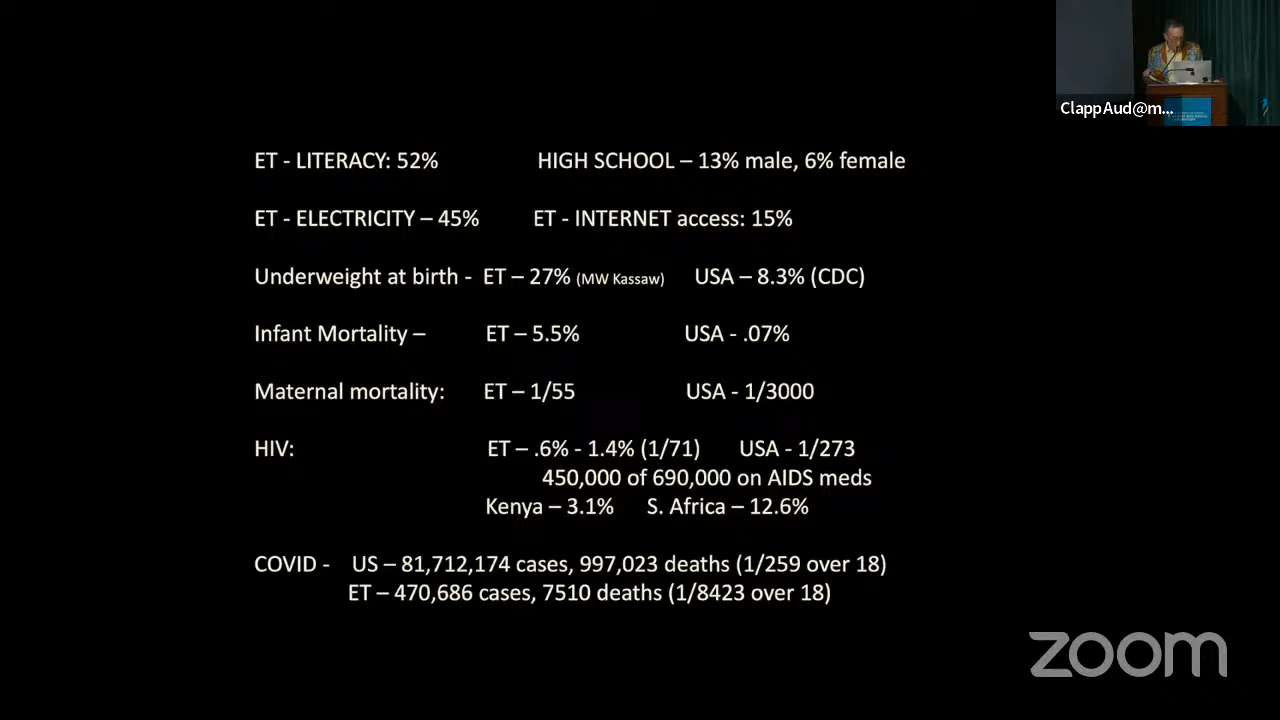 ClappAud@m...
ET - LITERACY: 52% HIGH SCHOOL – 13% male, 6% female
ET - ELECTRICITY – 45% ET - INTERNET access: 15%
Underweight at birth - ET – 27% (MW Kassaw) USA – 8.3% (CDC)
Infant Mortality – ET – 5.5% USA - .07%
Maternal mortality: ET – 1/55 USA - 1/3000
HIV: ET – .6% - 1.4% (1/71) USA - 1/273
450,000 of 690,000 on AIDS meds
Kenya – 3.1% S. Africa – 12.6%
COVID - US – 81,712,174 cases, 997,023 deaths (1/259 over 18)
ET – 470,686 cases, 7510 deaths (1/8423 over 18)
zoom